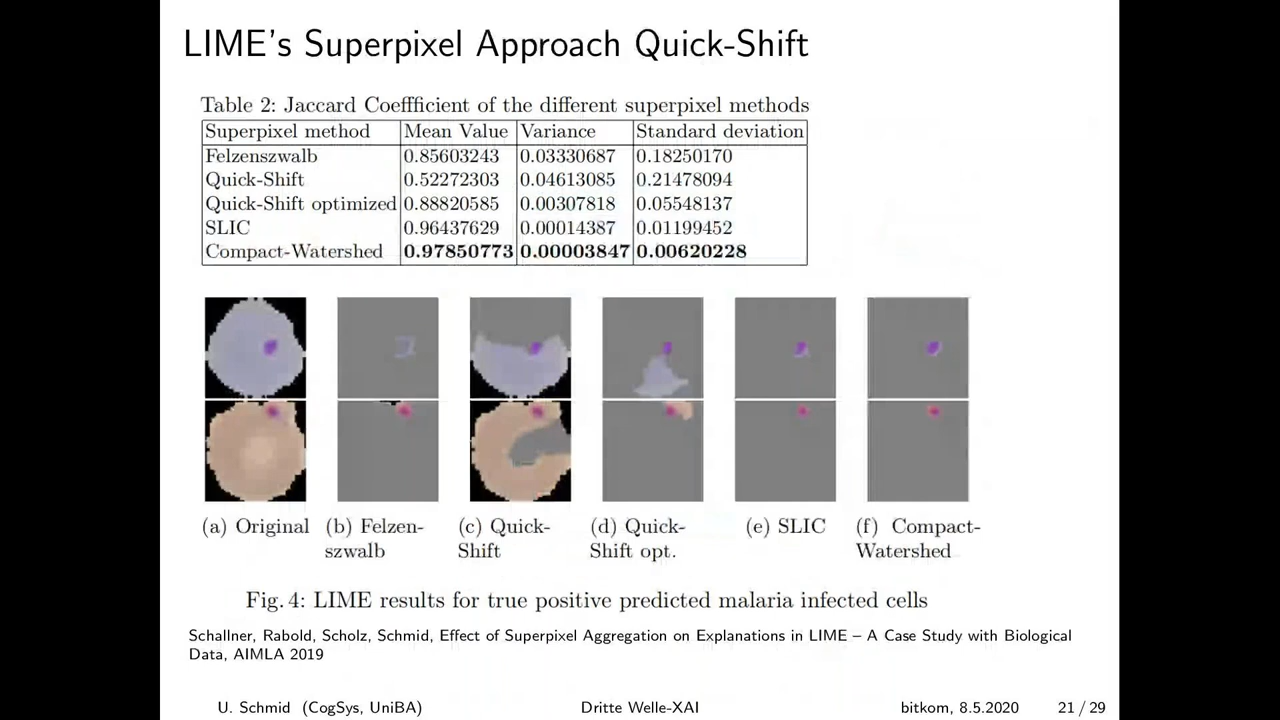 LIME's Superpixel Approach Quick-Shift
Table 2: Jaccard Coeffficient of the different superpixel methods
Superpixel method Mean Value Variance Standard deviation
Felzenszwalb 0.85603243 0.03330687 0.18250170
Quick-Shift 0.52272303 0.04613085 0.21478094
Quick-Shift optimized 0.88820585 0.00307818 0.05548137
SLIC 0.96437629 0.00014387 0.01199452
Compact-Watershed 0.97850773 0.00003847 0.00620228
(a) Original (b) Felzen- (c) Quick- (d) Quick- (e) SLIC (f) Compact-
szwalb Shift Shift opt. Watershed
Fig. 4: LIME results for true positive predicted malaria infected cells
Schallner, Rabold, Scholz, Schmid, Effect of Superpixel Aggregation on Explanations in LIME – A Case Study with Biological
Data, AIMLA 2019
U. Schmid (CogSys, UniBA) Dritte Welle-XAI bitkom, 8.5.2020 21 / 29